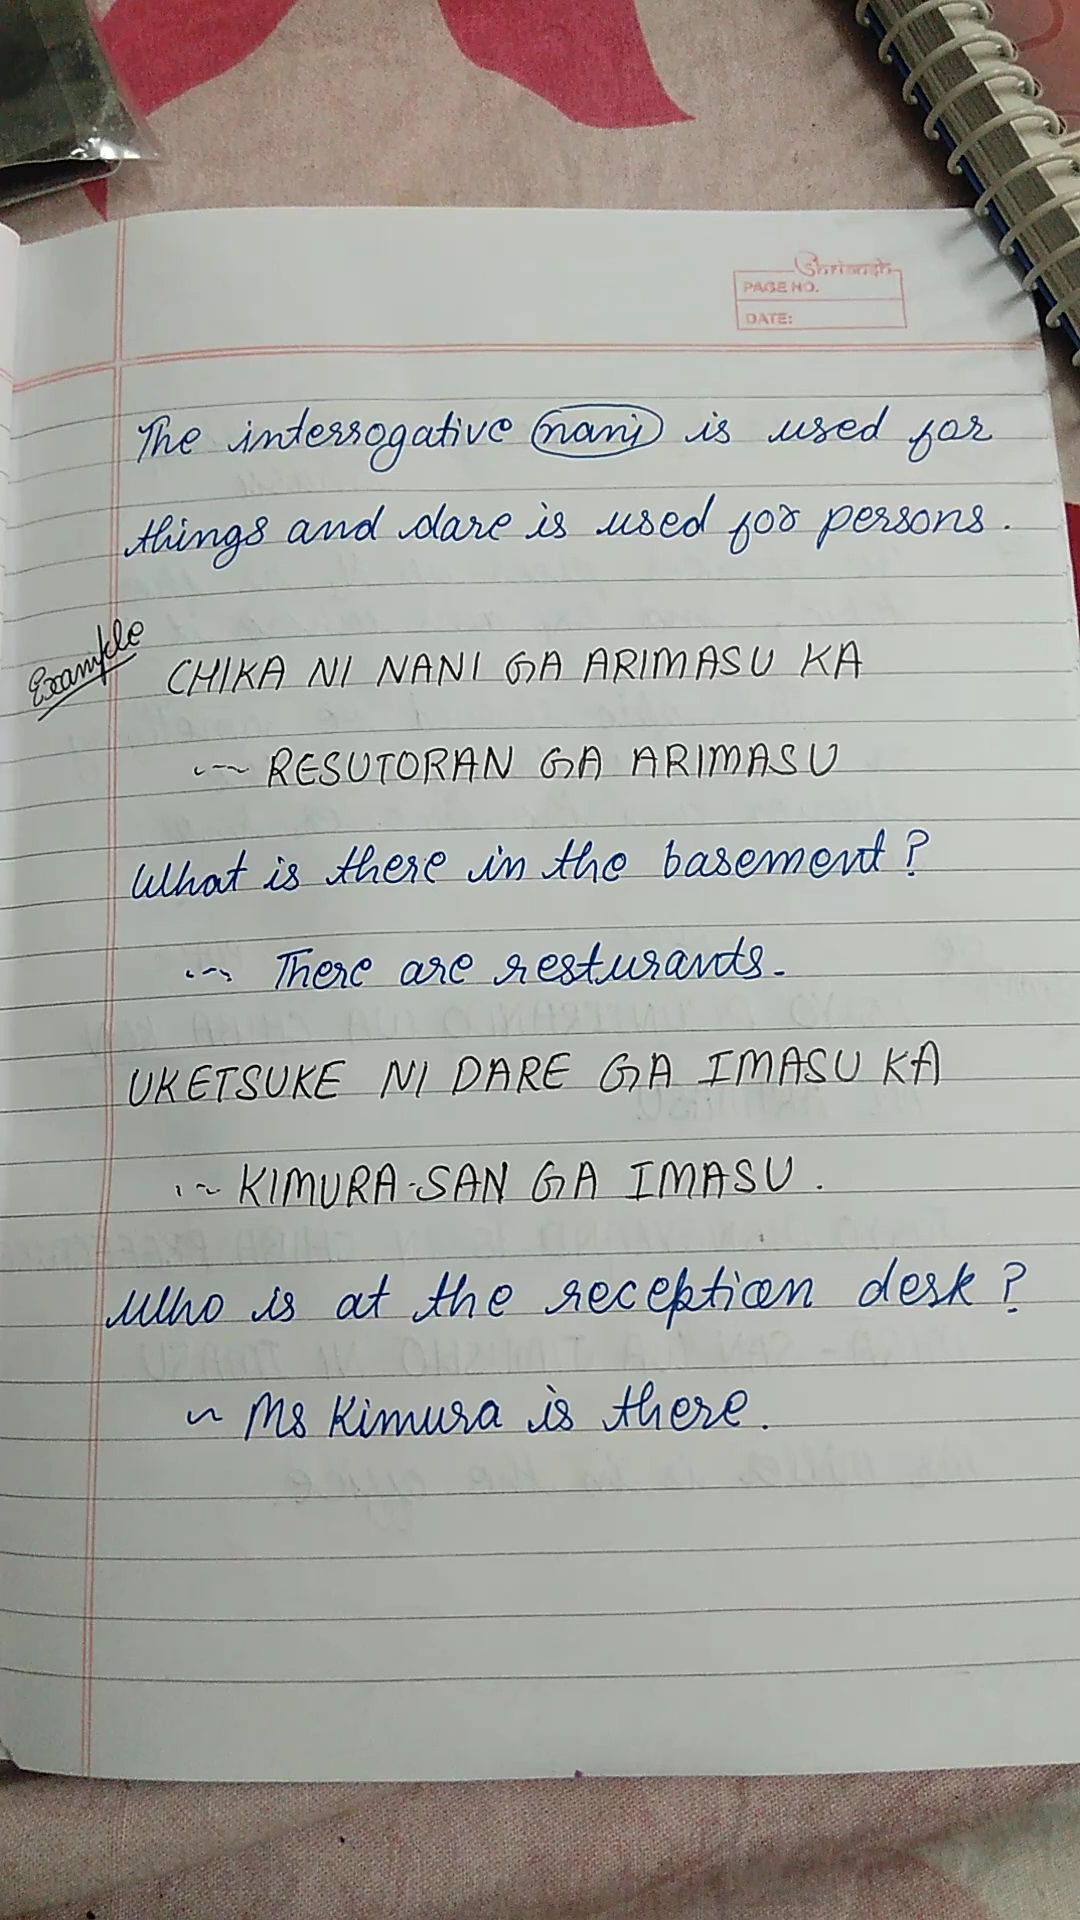 Shriansh
PAGE NO.
DATE:
The interrogative nani is used for
things and dare is used for persons.
Example
CHIKA NI NANI GA ARIMASU KA
~ RESUTORAN GA ARIMASU
What is there in the basement?
~ There are resturants.
UKETSUKE NI DARE GA IMASU KA
~ KIMURA-SAN GA IMASU.
Who is at the reception desk?
~ Ms Kimura is there.